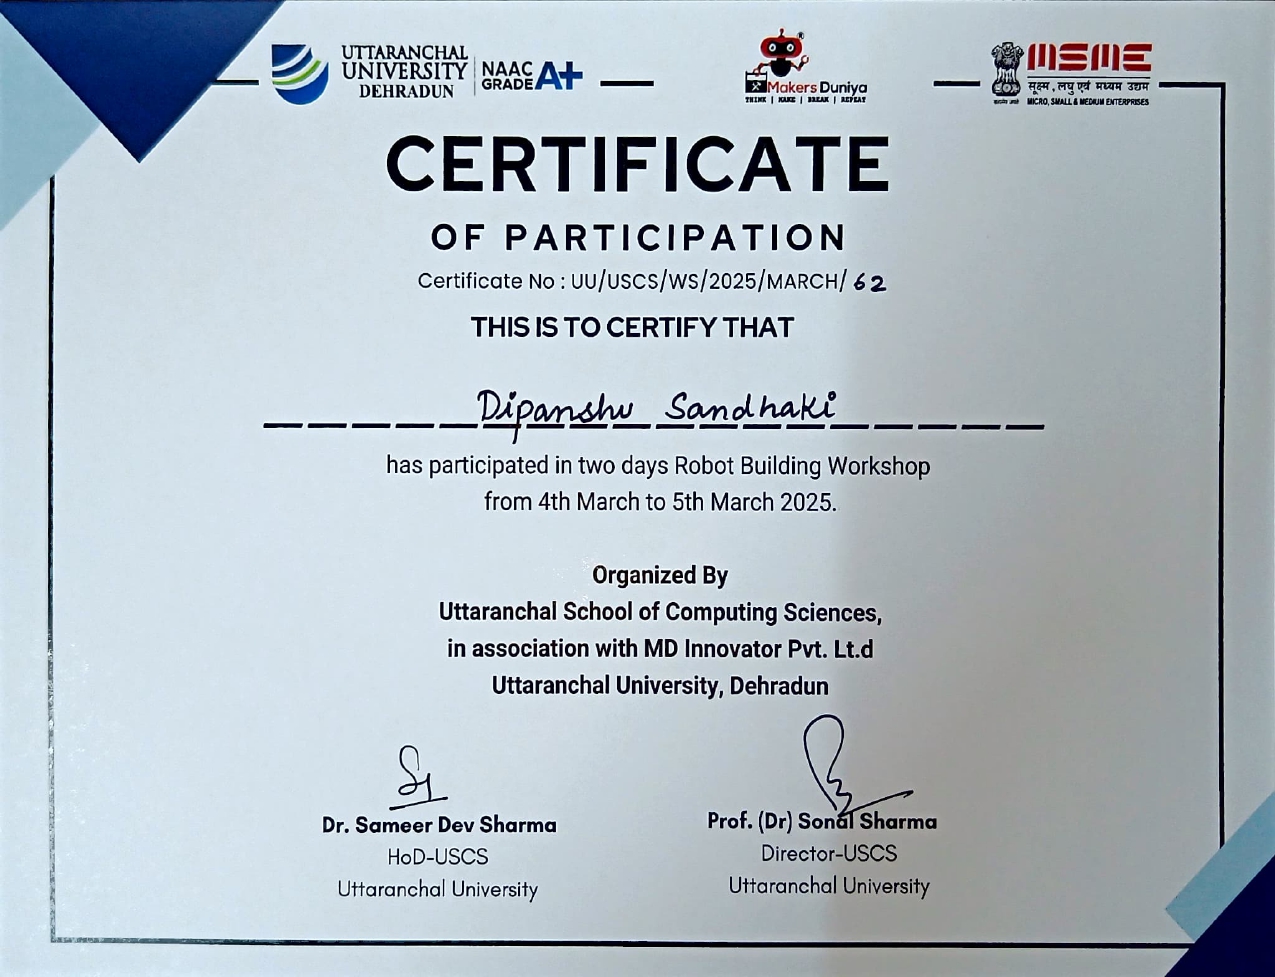 UTTARANCHAL
UNIVERSITY
DEHRADUN
NAAC
GRADE A+
Makers Duniya
THINK | MAKE | BREAK | REPEAT
MSME
सूक्ष्म, लघु एवं मध्यम उद्यम
MICRO, SMALL & MEDIUM ENTERPRISES
CERTIFICATE
OF PARTICIPATION
Certificate No : UU/USCS/WS/2025/MARCH/ 62
THIS IS TO CERTIFY THAT
Dipanshu Sandhaki
has participated in two days Robot Building Workshop
from 4th March to 5th March 2025.
Organized By
Uttaranchal School of Computing Sciences,
in association with MD Innovator Pvt. Lt.d
Uttaranchal University, Dehradun
Dr. Sameer Dev Sharma
HoD-USCS
Uttaranchal University
Prof. (Dr) Sonal Sharma
Director-USCS
Uttaranchal University